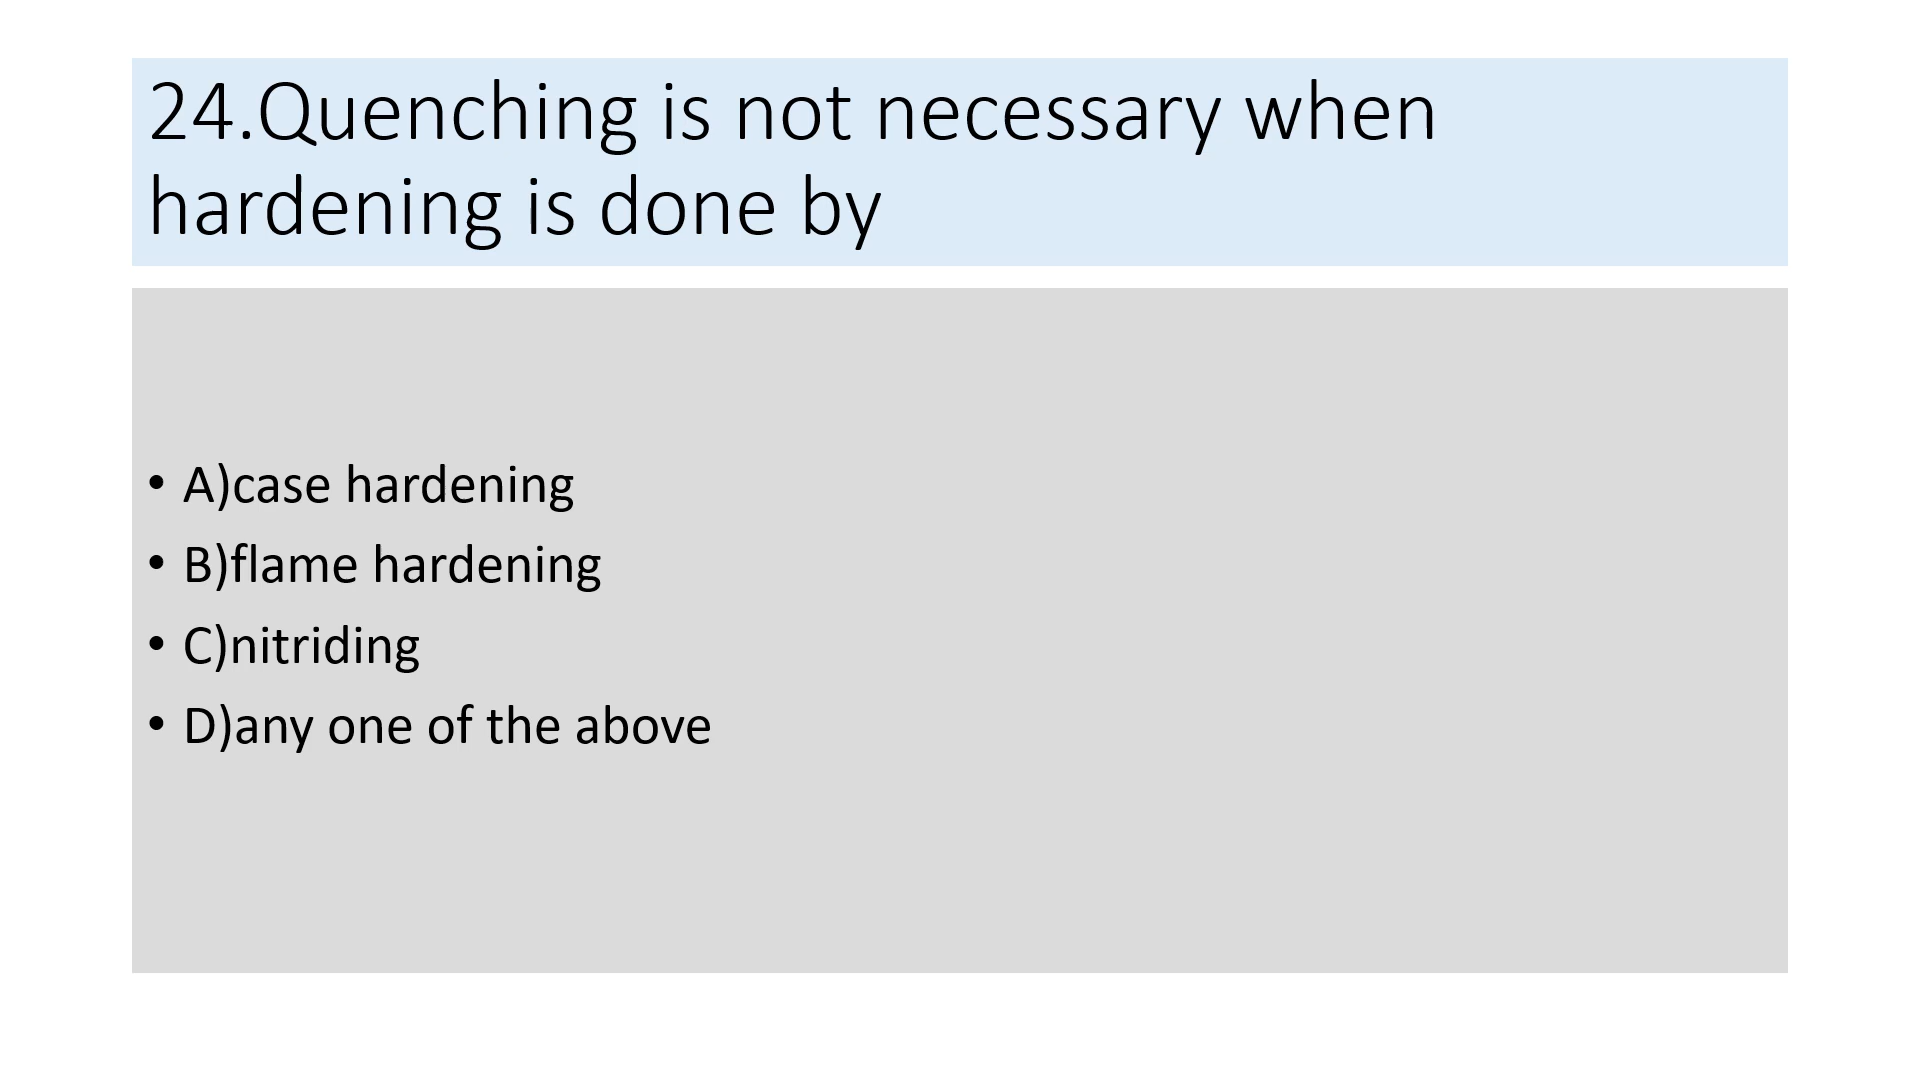 24.Quenching is not necessary when
hardening is done by
• A)case hardening
• B)flame hardening
• C)nitriding
• D)any one of the above